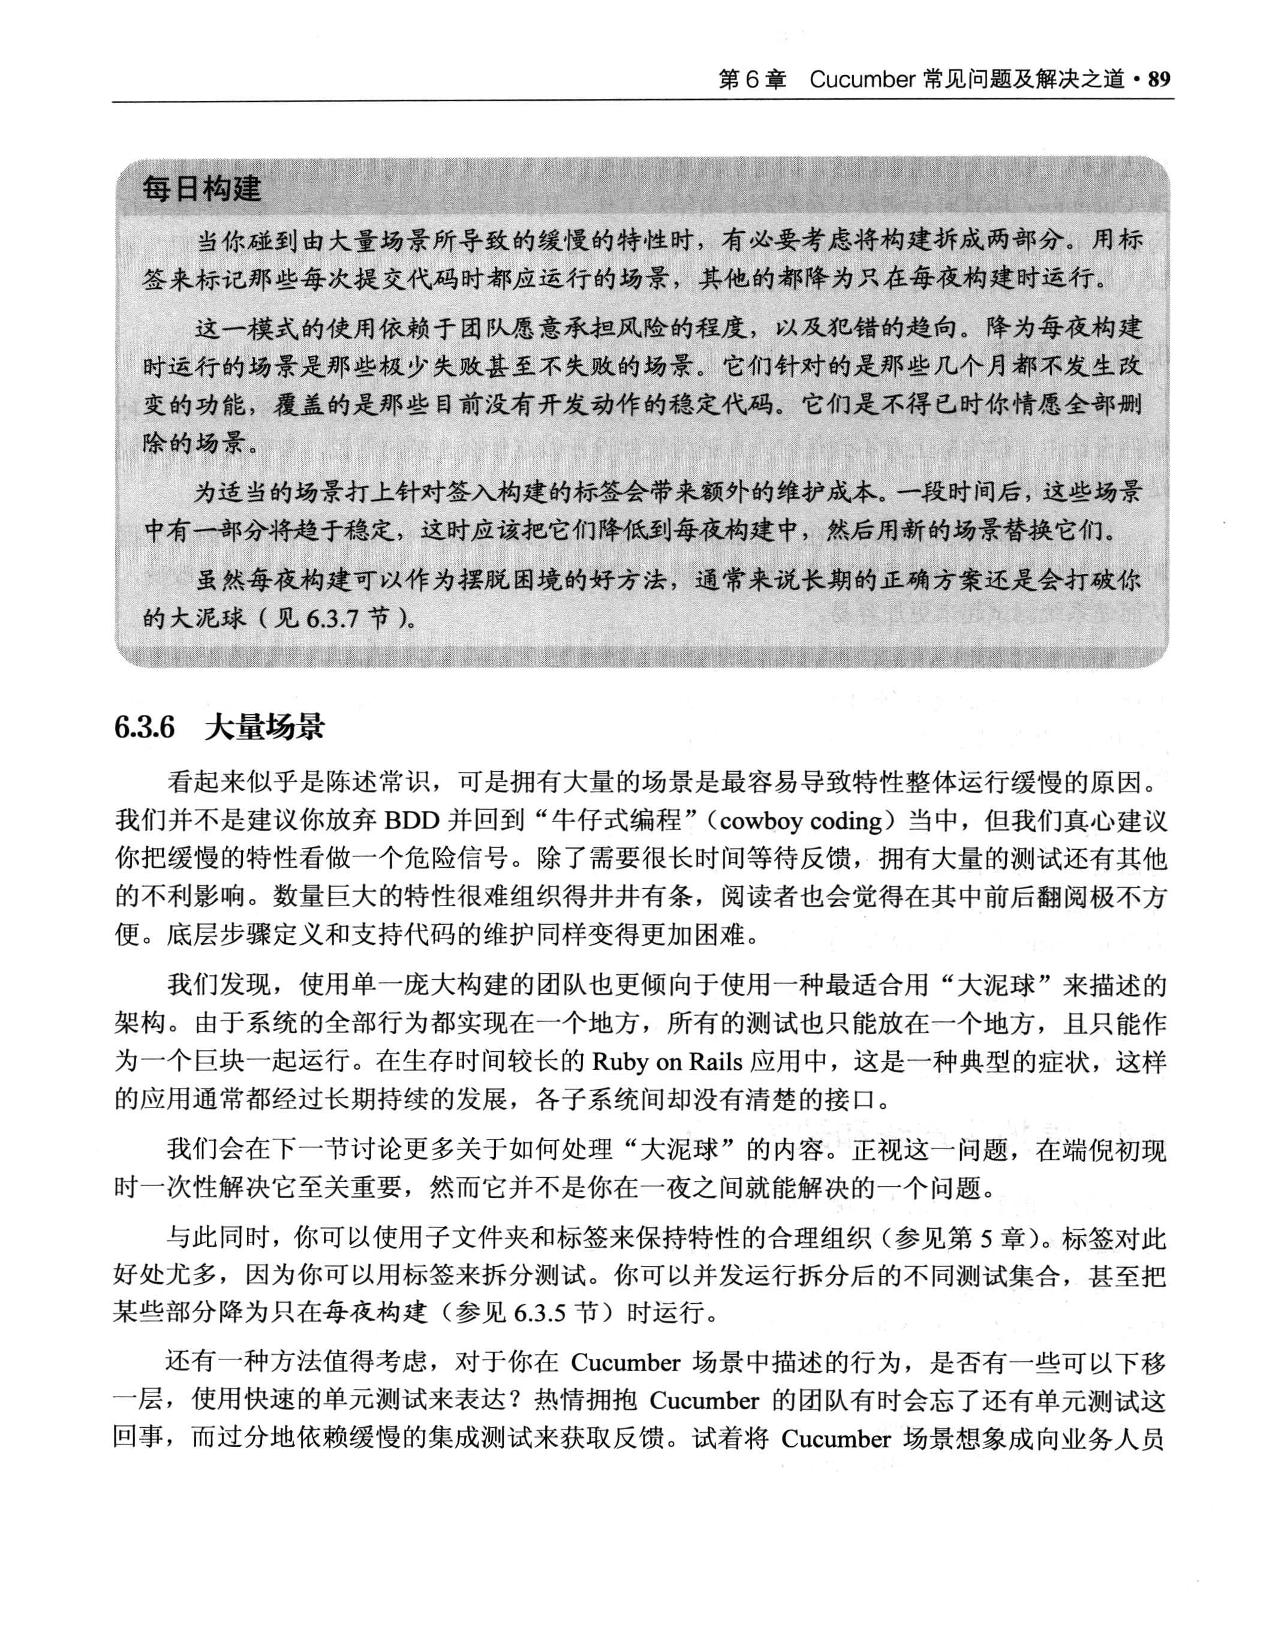 第 6 章 Cucumber 常见问题及解决之道 · 89
每日构建
当你碰到由大量场景所导致的缓慢的特性时，有必要考虑将构建拆成两部分。用标
签来标记那些每次提交代码时都应运行的场景，其他的都降为只在每夜构建时运行。
这一模式的使用依赖于团队愿意承担风险的程度，以及犯错的趋向。降为每夜构建
时运行的场景是那些极少失败甚至不失败的场景。它们针对的是那些几个月都不发生改
变的功能，覆盖的是那些目前没有开发动作的稳定代码。它们是不得已时你情愿全部删
除的场景。
为适当的场景打上针对签入构建的标签会带来额外的维护成本。一段时间后，这些场景
中有一部分将趋于稳定，这时应该把它们降低到每夜构建中，然后用新的场景替换它们。
虽然每夜构建可以作为摆脱困境的好方法，通常来说长期的正确方案还是会打破你
的大泥球（见 6.3.7 节）。
6.3.6 大量场景
看起来似乎是陈述常识，可是拥有大量的场景是最容易导致特性整体运行缓慢的原因。
我们并不是建议你放弃 BDD 并回到“牛仔式编程”（cowboy coding）当中，但我们真心建议
你把缓慢的特性看做一个危险信号。除了需要很长时间等待反馈，拥有大量的测试还有其他
的不利影响。数量巨大的特性很难组织得井井有条，阅读者也会觉得在其中前后翻阅极不方
便。底层步骤定义和支持代码的维护同样变得更加困难。
我们发现，使用单一庞大构建的团队也更倾向于使用一种最适合用“大泥球”来描述的
架构。由于系统的全部行为都实现在一个地方，所有的测试也只能放在一个地方，且只能作
为一个巨块一起运行。在生存时间较长的 Ruby on Rails 应用中，这是一种典型的症状，这样
的应用通常都经过长期持续的发展，各子系统间却没有清楚的接口。
我们会在下一节讨论更多关于如何处理“大泥球”的内容。正视这一问题，在端倪初现
时一次性解决它至关重要，然而它并不是你在一夜之间就能解决的一个问题。
与此同时，你可以使用子文件夹和标签来保持特性的合理组织（参见第 5 章）。标签对此
好处尤多，因为你可以用标签来拆分测试。你可以并发运行拆分后的不同测试集合，甚至把
某些部分降为只在每夜构建（参见 6.3.5 节）时运行。
还有一种方法值得考虑，对于你在 Cucumber 场景中描述的行为，是否有一些可以下移
一层，使用快速的单元测试来表达？热情拥抱 Cucumber 的团队有时会忘了还有单元测试这
回事，而过分地依赖缓慢的集成测试来获取反馈。试着将 Cucumber 场景想象成向业务人员